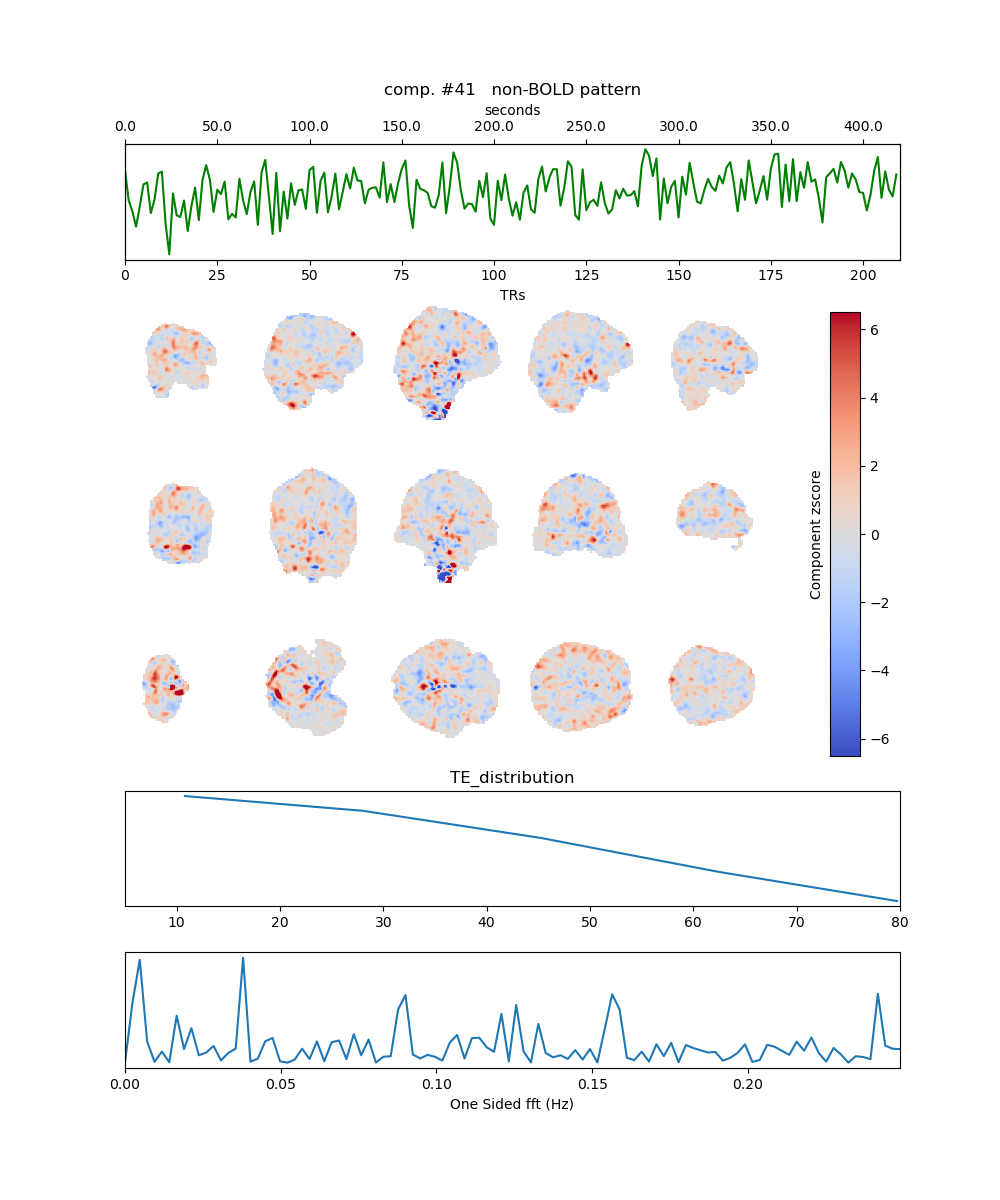 comp. #41   non-BOLD pattern
seconds
0.0 50.0 100.0 150.0 200.0 250.0 300.0 350.0 400.0
0 25 50 75 100 125 150 175 200
TRs
6
4
2
0
−2
−4
−6
Component zscore
TE_distribution
10 20 30 40 50 60 70 80
0.00 0.05 0.10 0.15 0.20
One Sided fft (Hz)